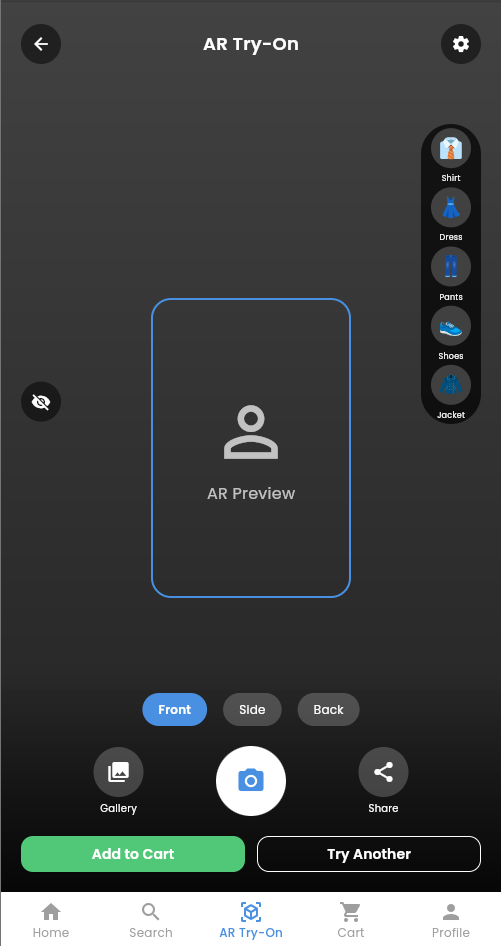 AR Try-On
Shirt
Dress
Pants
Shoes
Jacket
AR Preview
Front Side Back
Gallery Share
Add to Cart Try Another
Home Search AR Try-On Cart Profile